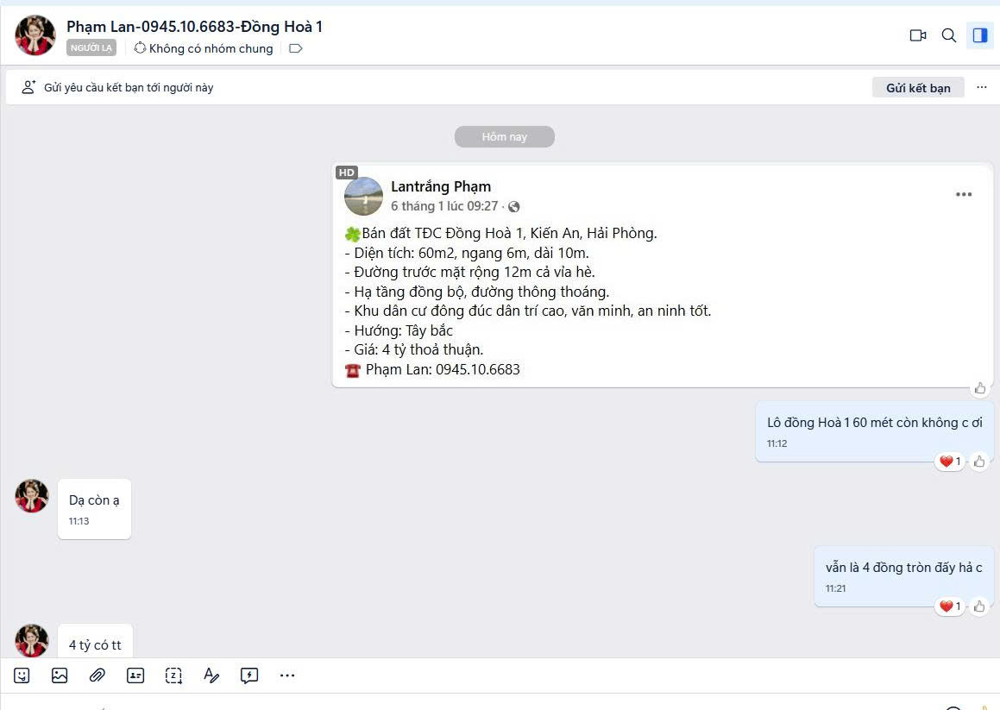 Phạm Lan-0945.10.6683-Đồng Hoà 1
NGƯỜI LẠ
Không có nhóm chung
Gửi yêu cầu kết bạn tới người này
Gửi kết bạn
Hôm nay
HD
Lantrắng Phạm
6 tháng 1 lúc 09:27 ·
🍀Bán đất TĐC Đồng Hoà 1, Kiến An, Hải Phòng.
- Diện tích: 60m2, ngang 6m, dài 10m.
- Đường trước mặt rộng 12m cả vỉa hè.
- Hạ tầng đồng bộ, đường thông thoáng.
- Khu dân cư đông đúc dân trí cao, văn minh, an ninh tốt.
- Hướng: Tây bắc
- Giá: 4 tỷ thoả thuận.
☎️ Phạm Lan: 0945.10.6683
Lô đồng Hoà 1 60 mét còn không c ơi
11:12
❤️ 1
Dạ còn ạ
11:13
vẫn là 4 đồng tròn đấy hả c
11:21
❤️ 1
4 tỷ có tt